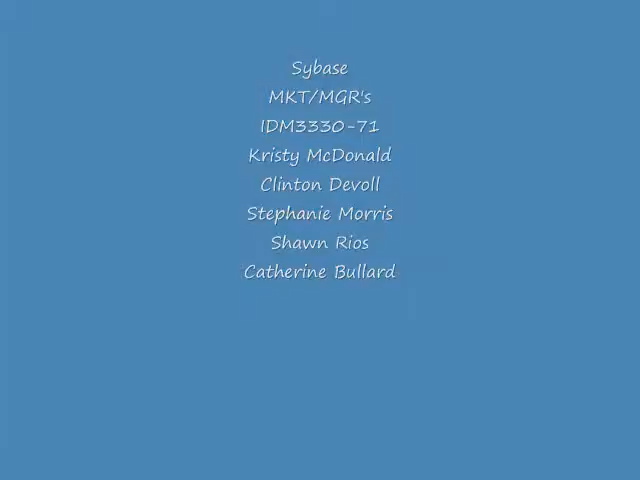 Sybase
MKT/MGR's
IDM3330-71
Kristy McDonald
Clinton Devoll
Stephanie Morris
Shawn Rios
Catherine Bullard